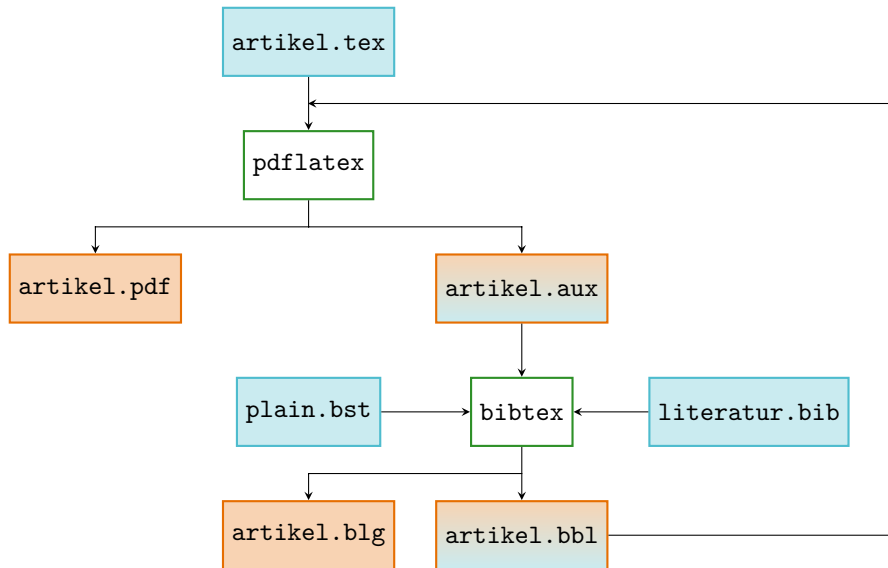 artikel.tex
pdflatex
artikel.pdf
artikel.aux
plain.bst
bibtex
literatur.bib
artikel.blg
artikel.bbl